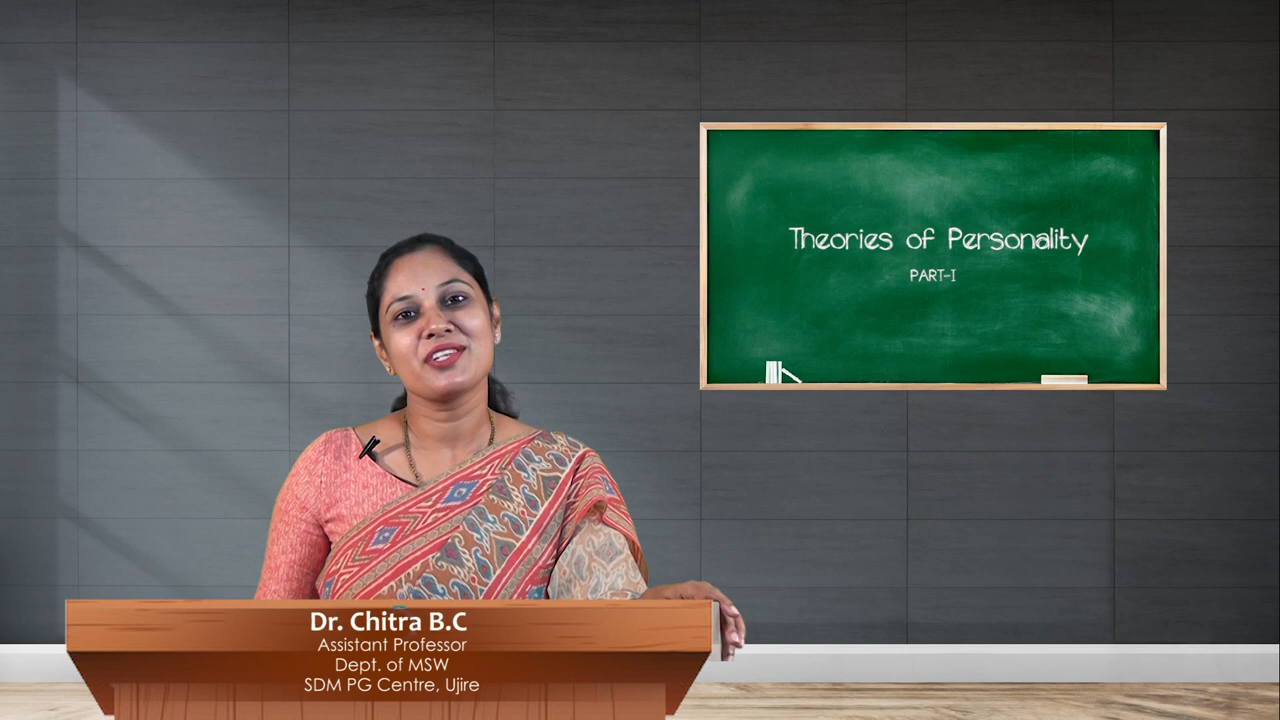 Theories of Personality
PART-I
Dr. Chitra B.C
Assistant Professor
Dept. of MSW
SDM PG Centre, Ujire